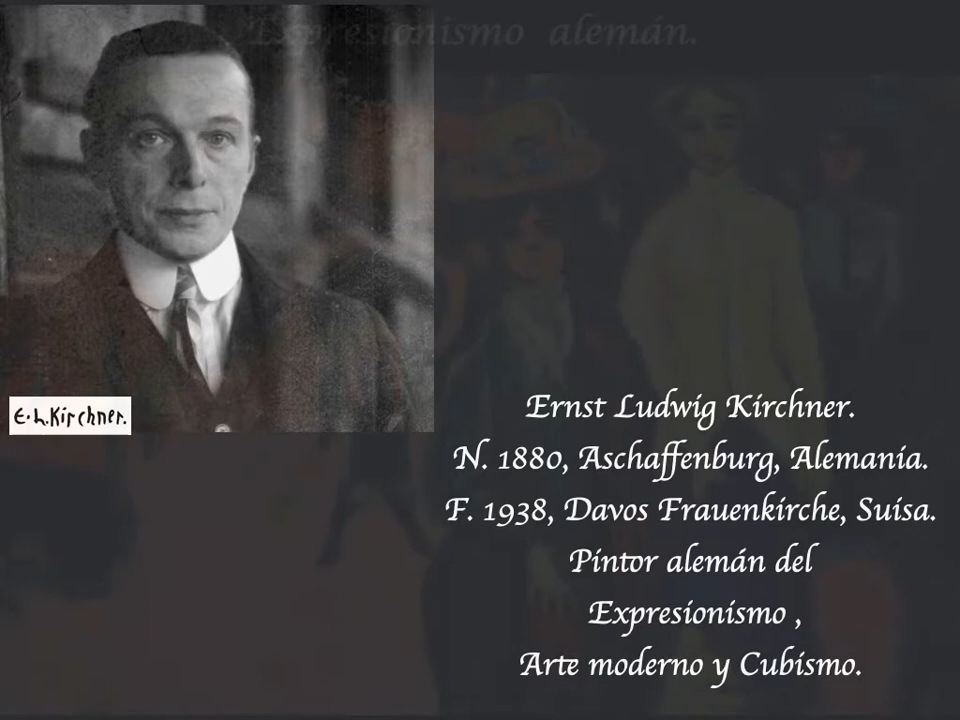 Expresionismo alemán.
E.L.Kirchner.
Ernst Ludwig Kirchner.
N. 1880, Aschaffenburg, Alemania.
F. 1938, Davos Frauenkirche, Suisa.
Pintor alemán del
Expresionismo ,
Arte moderno y Cubismo.